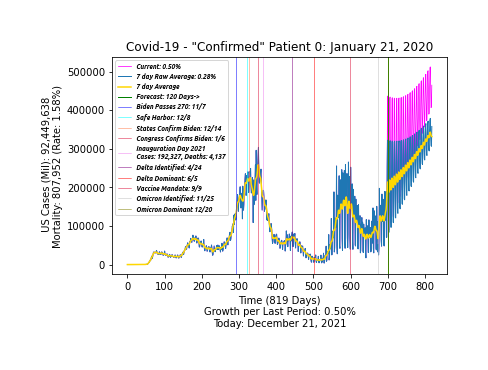 Covid-19 - "Confirmed" Patient 0: January 21, 2020
US Cases (Mil): 92,449,638
Mortality: 807,952 (Rate: 1.58%)
500000
400000
300000
200000
100000
0
Current: 0.50%
7 day Raw Average: 0.28%
7 day Average
Forecast: 120 Days->
Biden Passes 270: 11/7
Safe Harbor: 12/8
States Confirm Biden: 12/14
Congress Confirms Biden: 1/6
Inauguration Day 2021
Cases: 192,327, Deaths: 4,137
Delta Identified: 4/24
Delta Dominant: 6/5
Vaccine Mandate: 9/9
Omicron Identified: 11/25
Omicron Dominant 12/20
0 100 200 300 400 500 600 700 800
Time (819 Days)
Growth per Last Period: 0.50%
Today: December 21, 2021